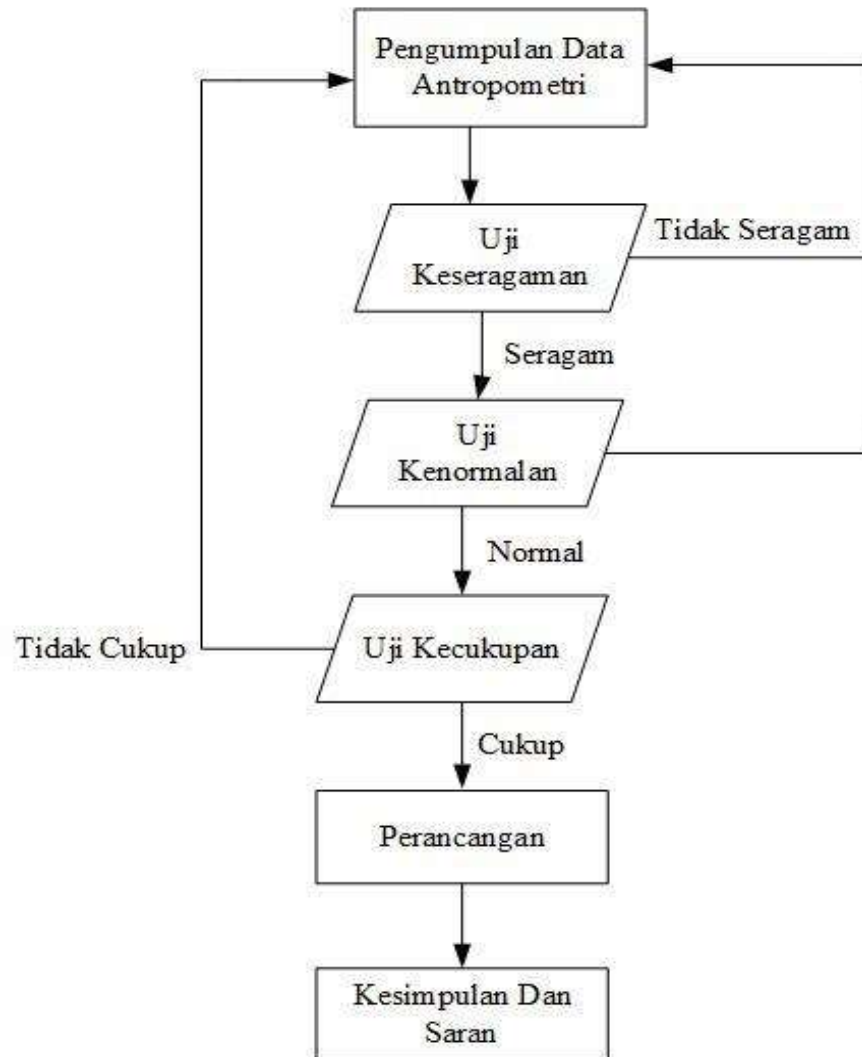 Pengumpulan Data
Antropometri
Uji
Keseragaman
Tidak Seragam
Seragam
Uji
Kenormalan
Normal
Tidak Cukup
Uji Kecukupan
Cukup
Perancangan
Kesimpulan Dan
Saran